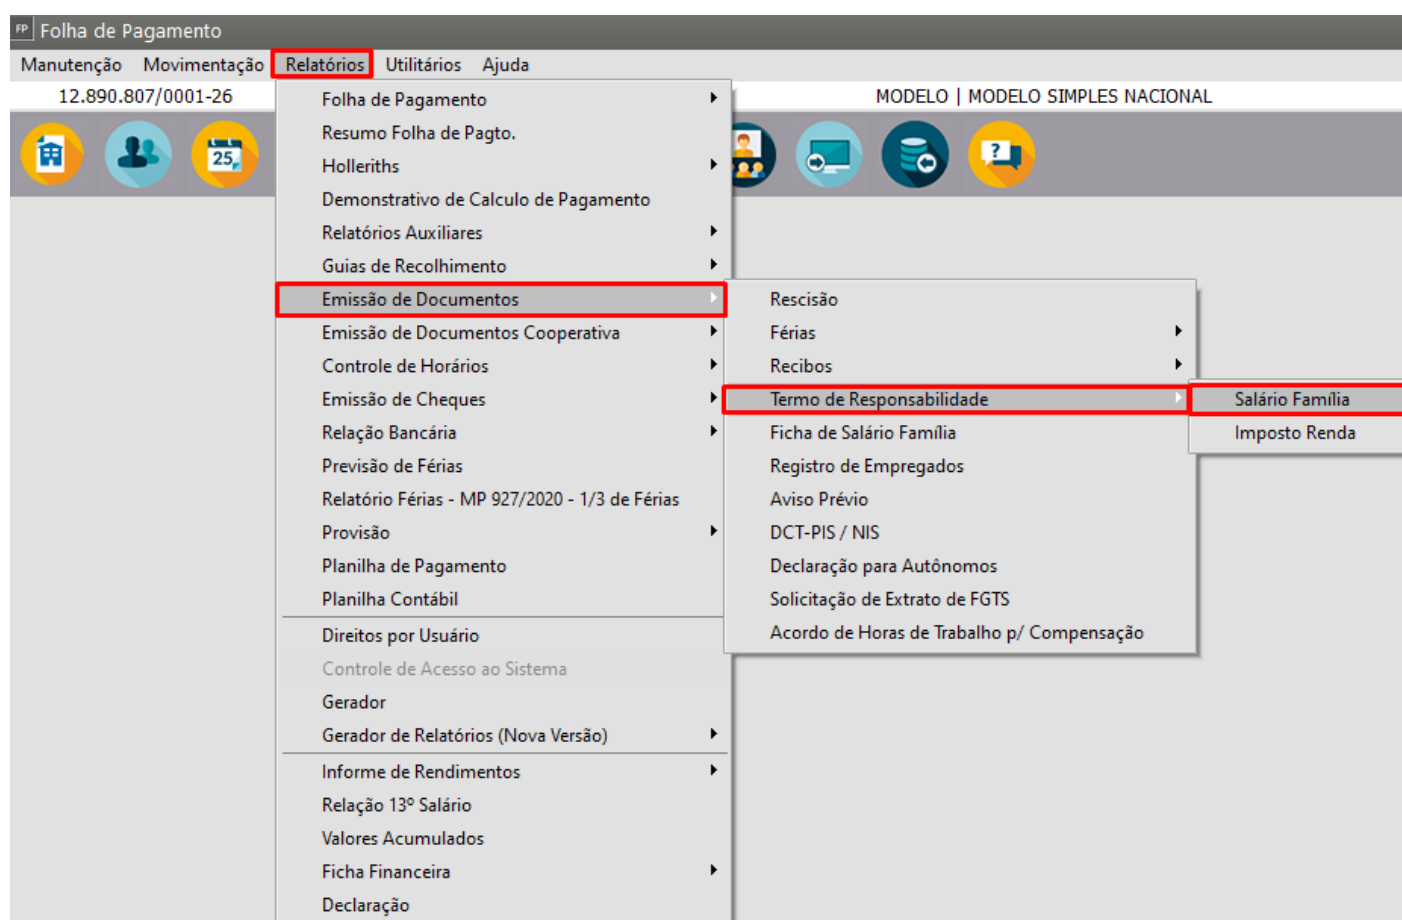 FP Folha de Pagamento
Manutenção Movimentação Relatórios Utilitários Ajuda
12.890.807/0001-26
MODELO | MODELO SIMPLES NACIONAL
25
?
Folha de Pagamento
Resumo Folha de Pagto.
Holleriths
Demonstrativo de Calculo de Pagamento
Relatórios Auxiliares
Guias de Recolhimento
Emissão de Documentos
Emissão de Documentos Cooperativa
Controle de Horários
Emissão de Cheques
Relação Bancária
Previsão de Férias
Relatório Férias - MP 927/2020 - 1/3 de Férias
Provisão
Planilha de Pagamento
Planilha Contábil
Direitos por Usuário
Controle de Acesso ao Sistema
Gerador
Gerador de Relatórios (Nova Versão)
Informe de Rendimentos
Relação 13º Salário
Valores Acumulados
Ficha Financeira
Declaração
Rescisão
Férias
Recibos
Termo de Responsabilidade
Ficha de Salário Família
Registro de Empregados
Aviso Prévio
DCT-PIS / NIS
Declaração para Autônomos
Solicitação de Extrato de FGTS
Acordo de Horas de Trabalho p/ Compensação
Salário Família
Imposto Renda